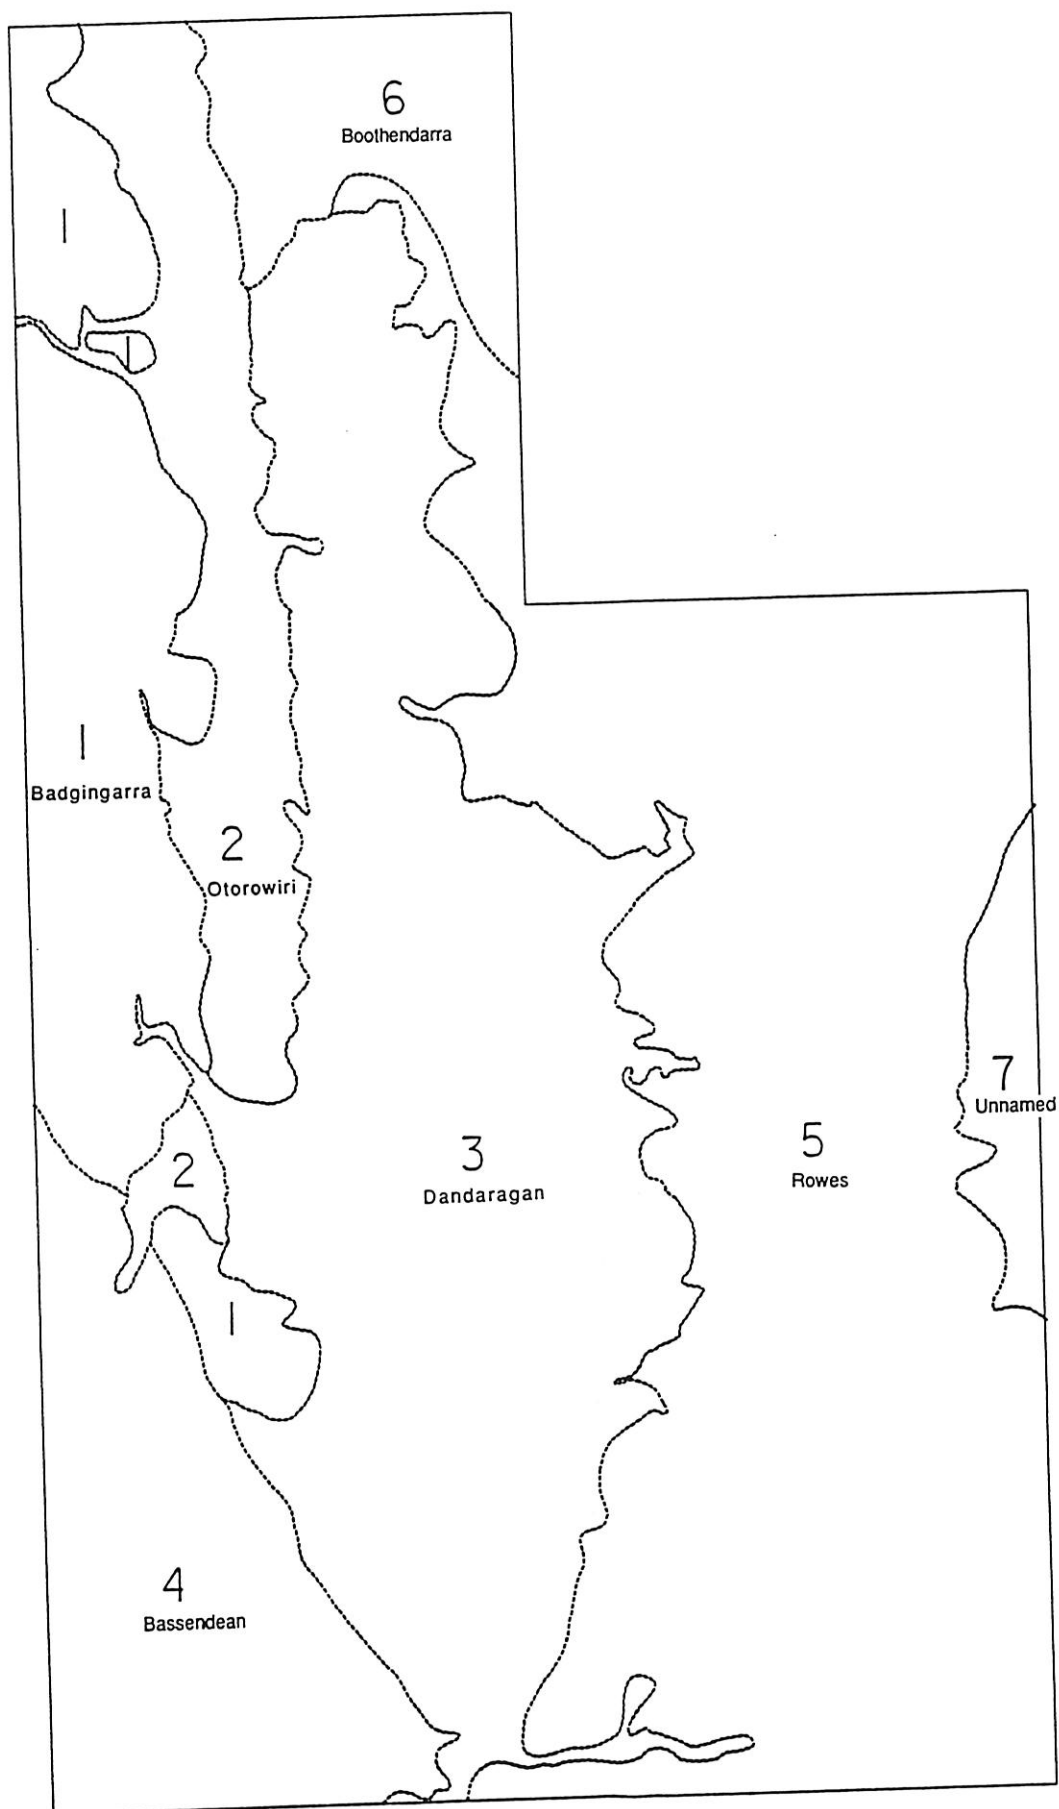 6
Boothendarra
1
1
1
Badgingarra
2
Otorowiri
7
Unnamed
3
Dandaragan
5
Rowes
2
1
4
Bassendean